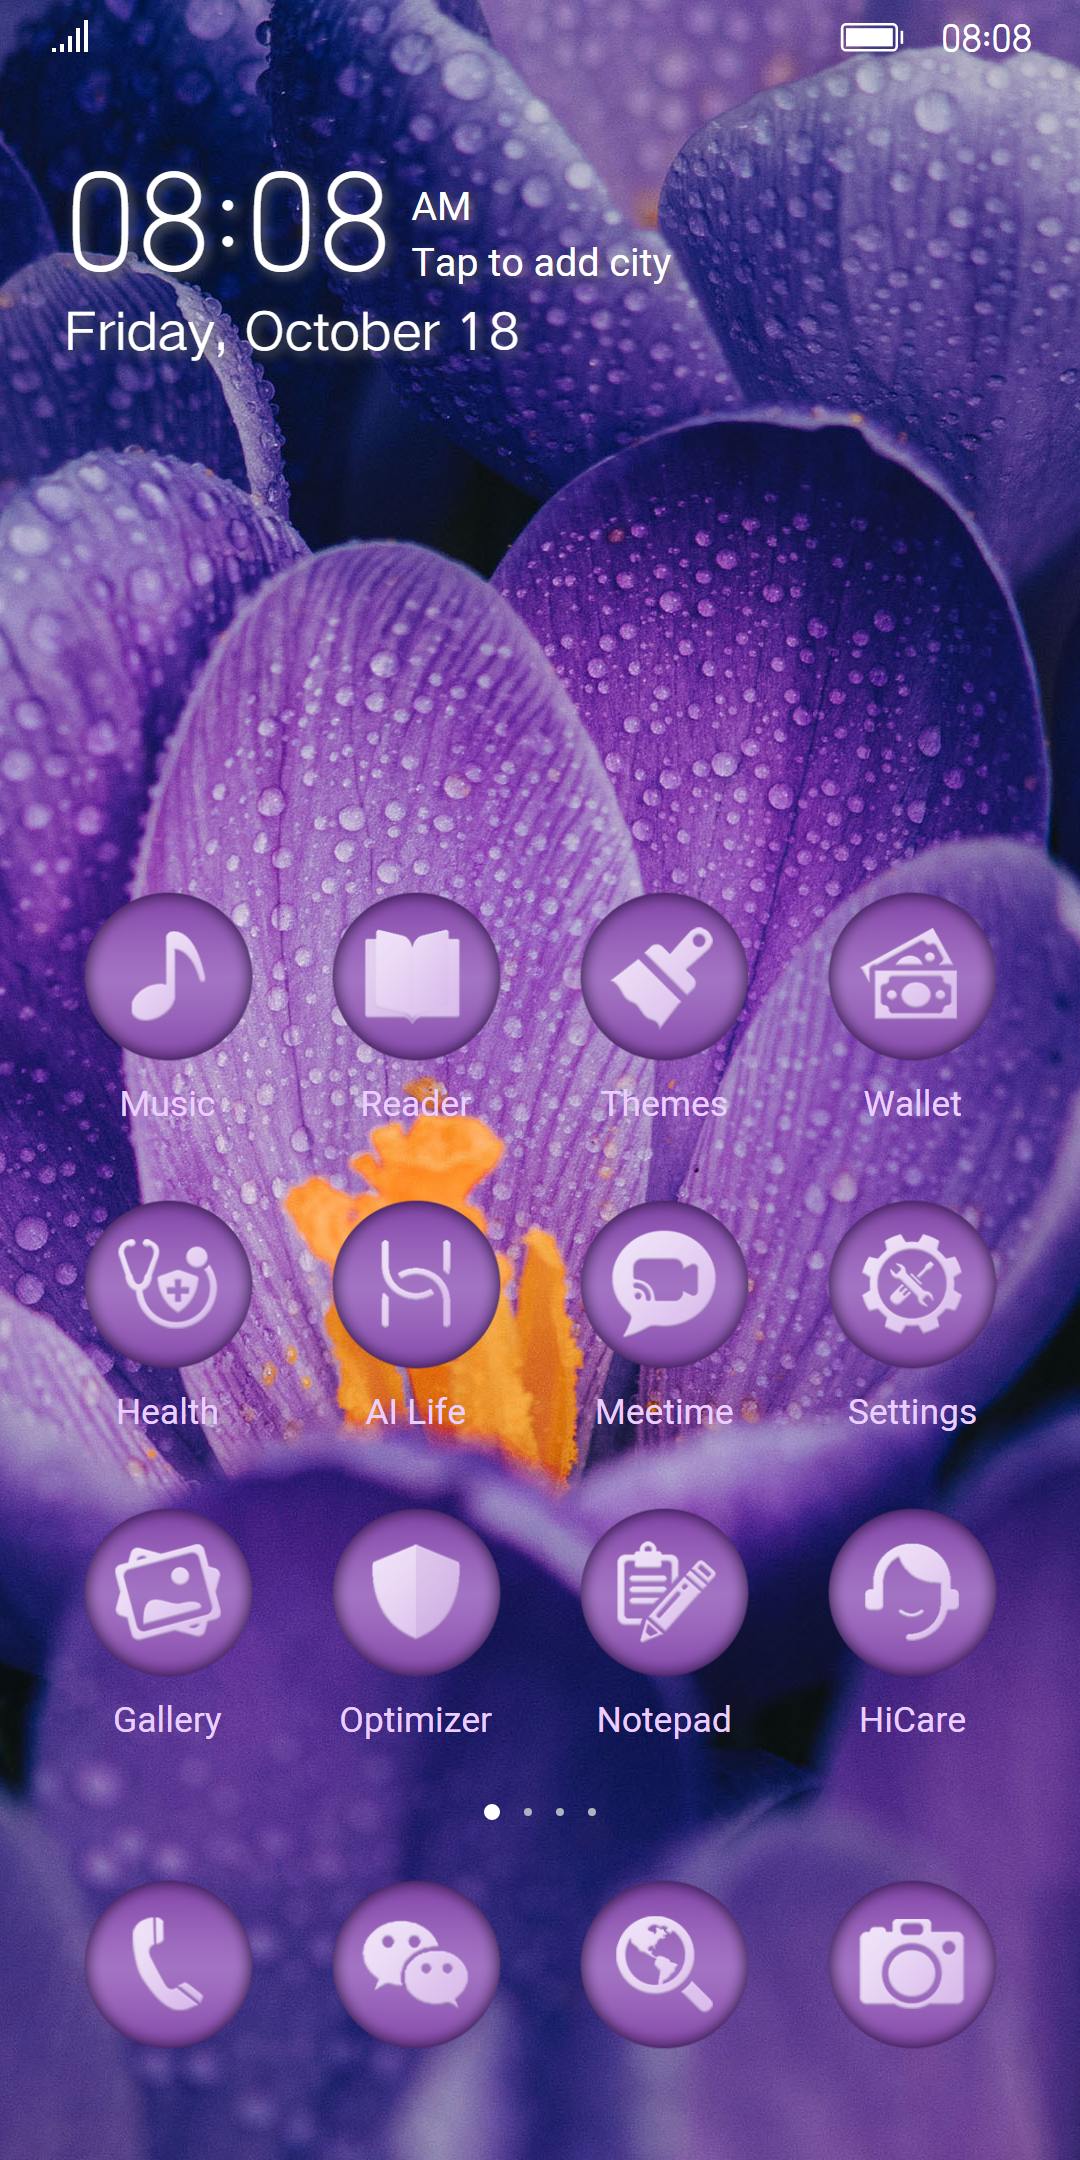 08:08
08:08 AM
Tap to add city
Friday, October 18
Music Reader Themes Wallet
Health AI Life Meetime Settings
Gallery Optimizer Notepad HiCare